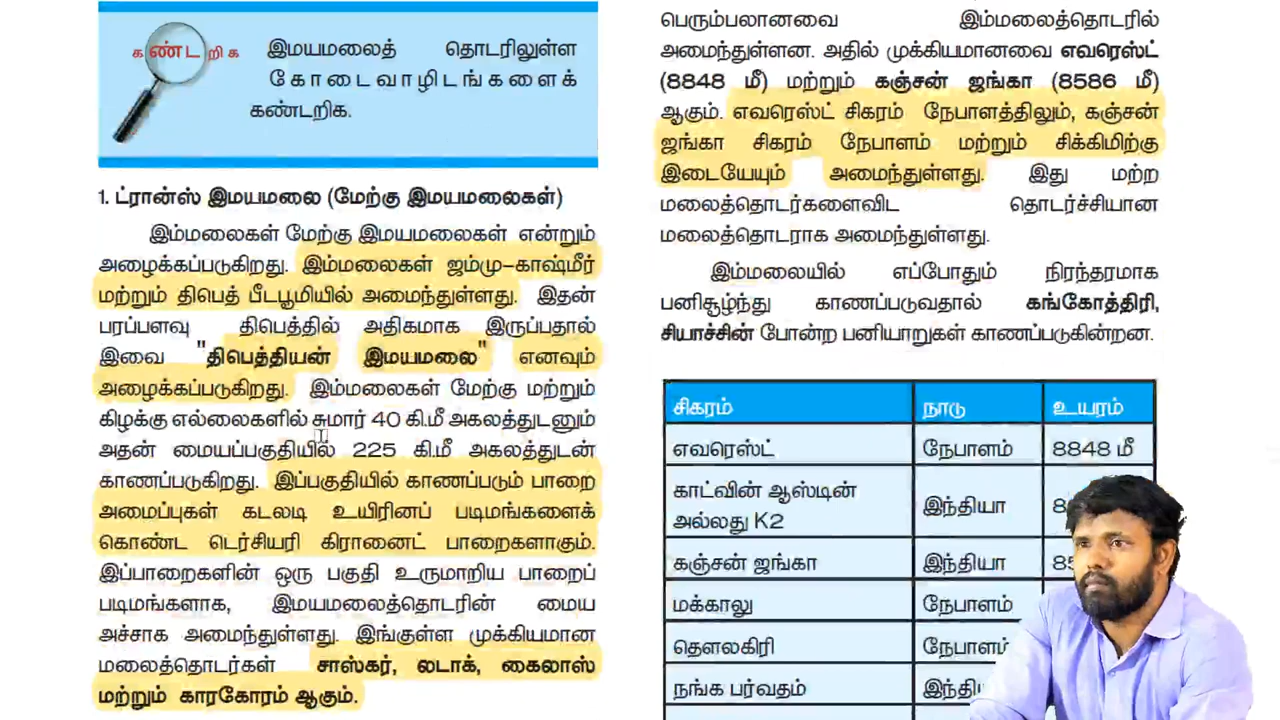 கண்டறிக
இமயமலைத் தொடரிலுள்ள
கோடைவாழிடங்களைக்
கண்டறிக.
1. ட்ரான்ஸ் இமயமலை (மேற்கு இமயமலைகள்)
இம்மலைகள் மேற்கு இமயமலைகள் என்றும்
அழைக்கப்படுகிறது. இம்மலைகள் ஜம்மு-காஷ்மீர்
மற்றும் திபெத் பீடபூமியில் அமைந்துள்ளது. இதன்
பரப்பளவு திபெத்தில் அதிகமாக இருப்பதால்
இவை "திபெத்தியன் இமயமலை" எனவும்
அழைக்கப்படுகிறது. இம்மலைகள் மேற்கு மற்றும்
கிழக்கு எல்லைகளில் சுமார் 40 கி.மீ அகலத்துடனும்
அதன் மையப்பகுதியில் 225 கி.மீ அகலத்துடன்
காணப்படுகிறது. இப்பகுதியில் காணப்படும் பாறை
அமைப்புகள் கடலடி உயிரினப் படிமங்களைக்
கொண்ட டெர்சியரி கிரானைட் பாறைகளாகும்.
இப்பாறைகளின் ஒரு பகுதி உருமாறிய பாறைப்
படிமங்களாக, இமயமலைத்தொடரின் மைய
அச்சாக அமைந்துள்ளது. இங்குள்ள முக்கியமான
மலைத்தொடர்கள் சாஸ்கர், லடாக், கைலாஸ்
மற்றும் காரகோரம் ஆகும்.
பெரும்பலானவை இம்மலைத்தொடரில்
அமைந்துள்ளன. அதில் முக்கியமானவை எவரெஸ்ட்
(8848 மீ) மற்றும் கஞ்சன் ஜங்கா (8586 மீ)
ஆகும். எவரெஸ்ட் சிகரம் நேபாளத்திலும், கஞ்சன்
ஜங்கா சிகரம் நேபாளம் மற்றும் சிக்கிமிற்கு
இடையேயும் அமைந்துள்ளது. இது மற்ற
மலைத்தொடர்களைவிட தொடர்ச்சியான
மலைத்தொடராக அமைந்துள்ளது.
இம்மலையில் எப்போதும் நிரந்தரமாக
பனிசூழ்ந்து காணப்படுவதால் கங்கோத்திரி,
சியாச்சின் போன்ற பனியாறுகள் காணப்படுகின்றன.
சிகரம் நாடு உயரம்
எவரெஸ்ட் நேபாளம் 8848 மீ
காட்வின் ஆஸ்டின்
அல்லது K2 இந்தியா
கஞ்சன் ஜங்கா இந்தியா
மக்காலு நேபாளம்
தௌலகிரி நேபாளம்
நங்க பர்வதம்